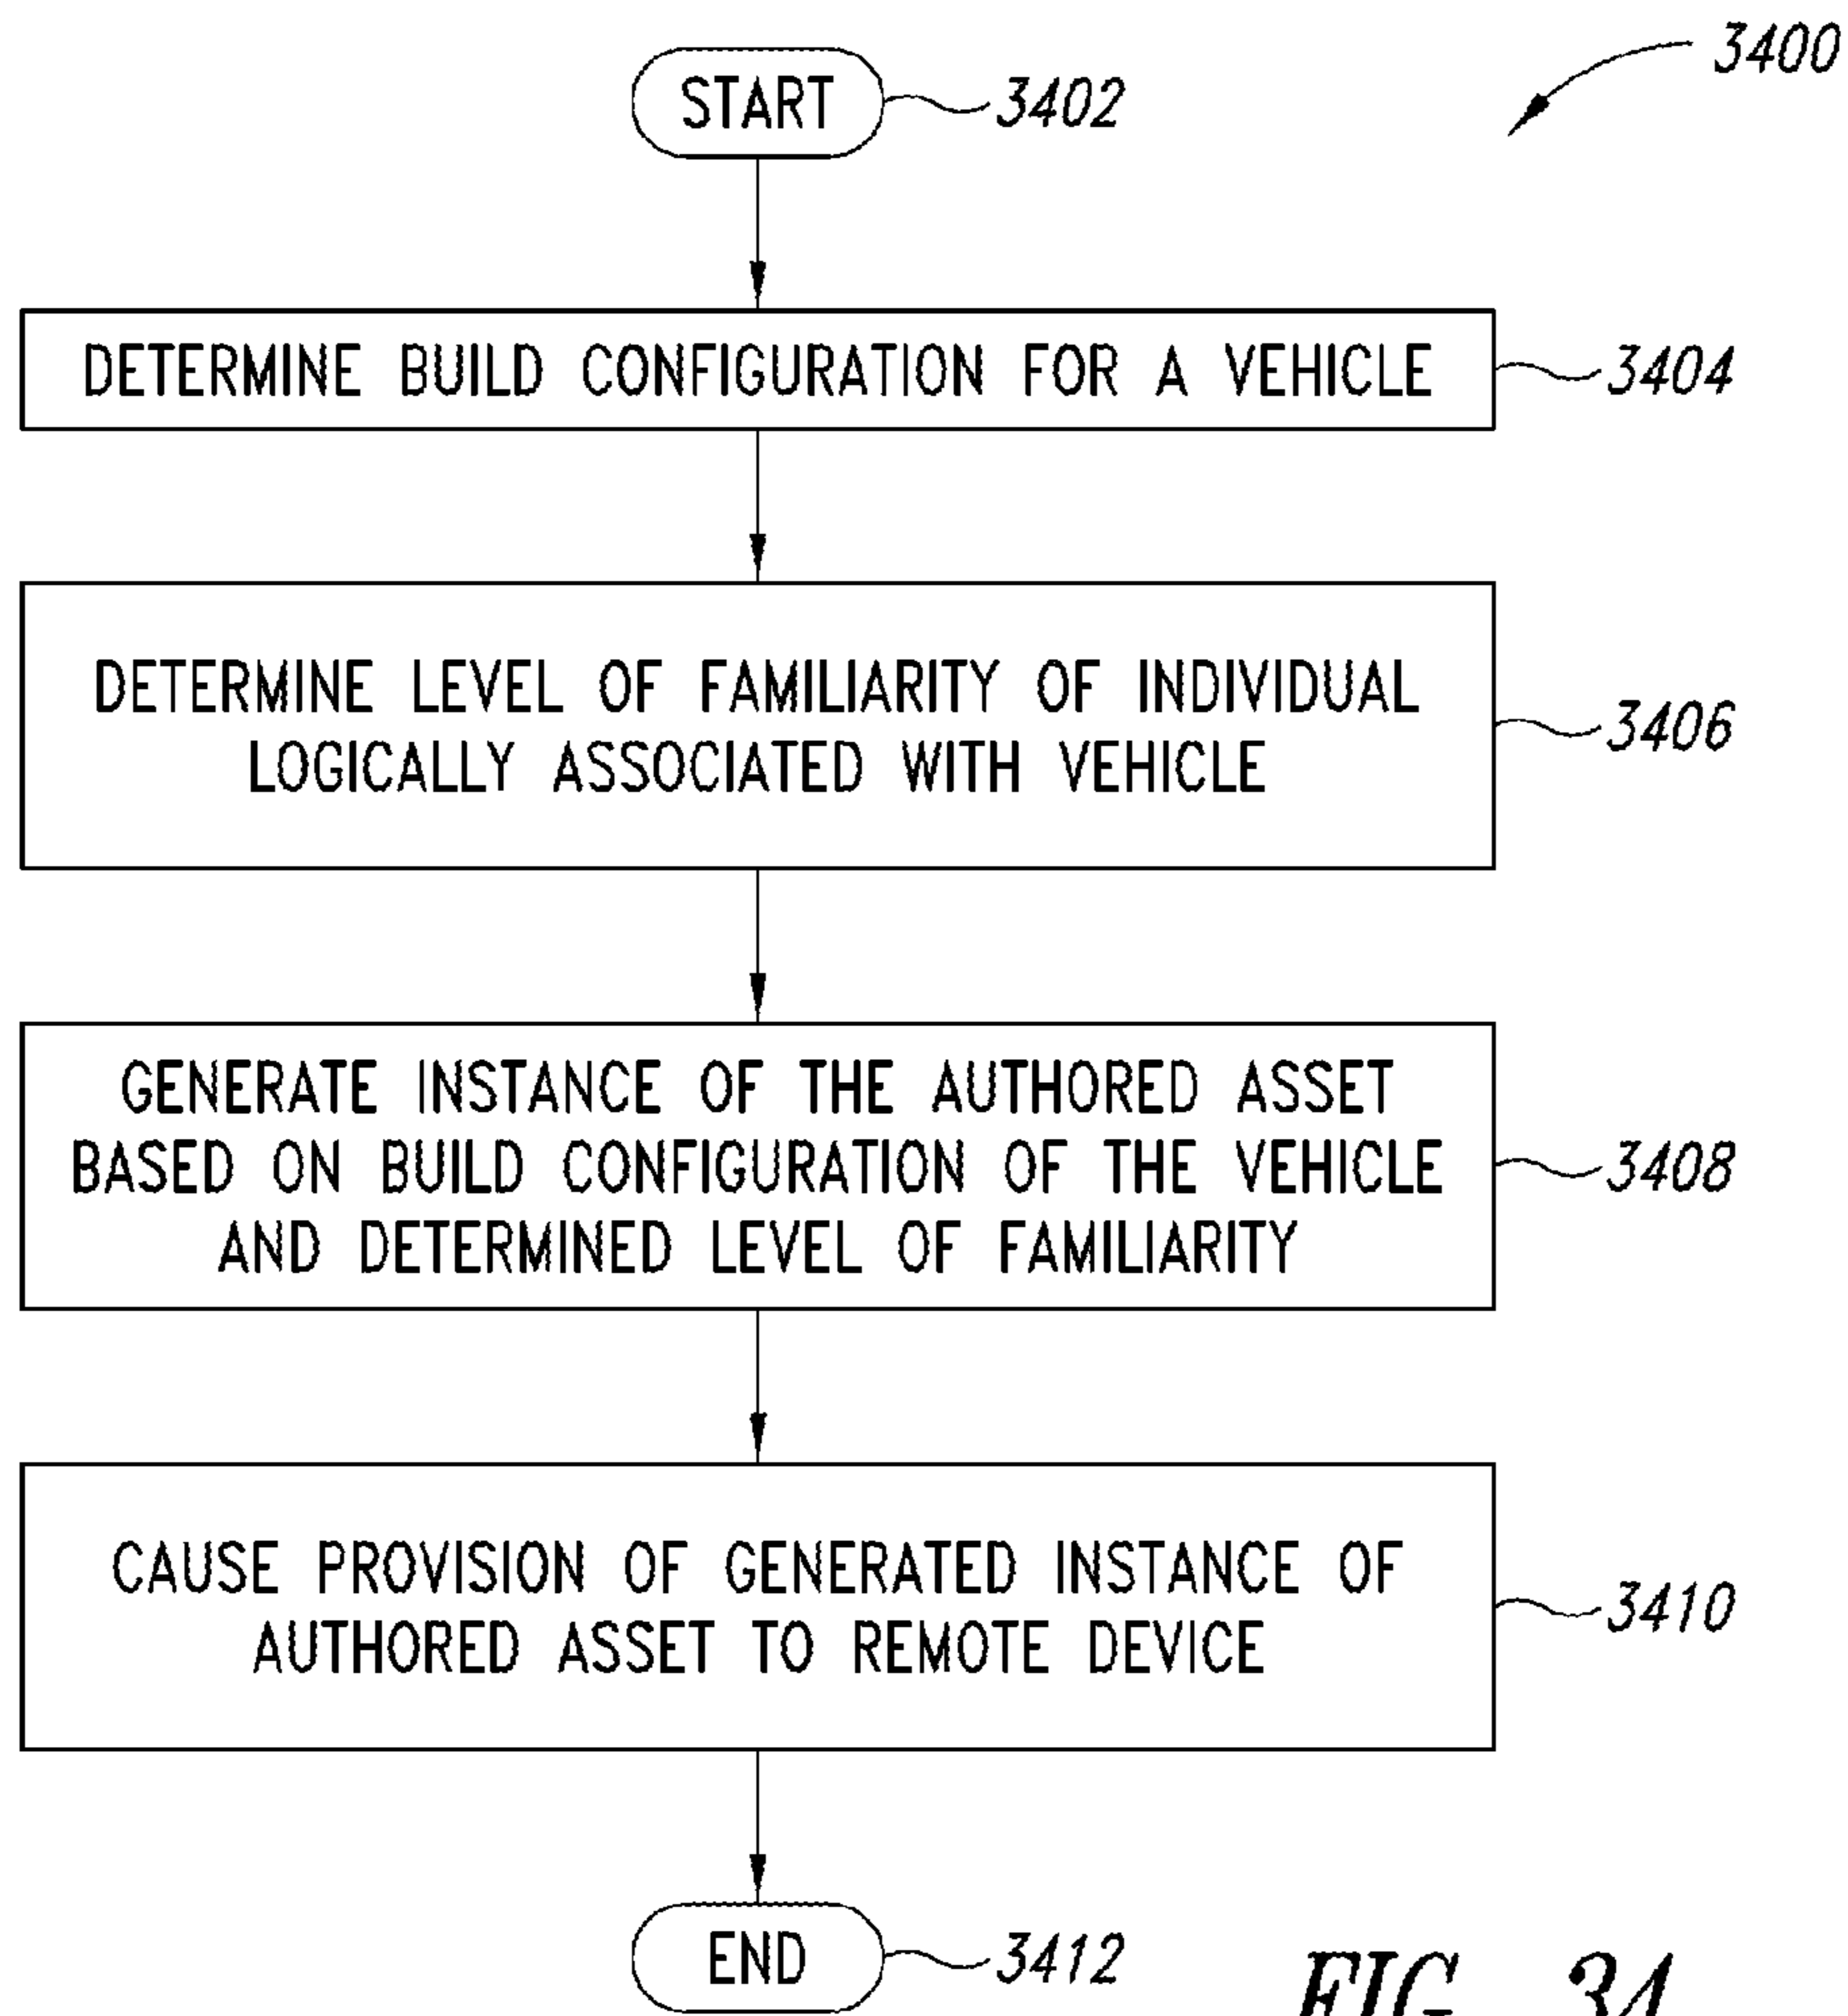 3400
START 3402
DETERMINE BUILD CONFIGURATION FOR A VEHICLE 3404
DETERMINE LEVEL OF FAMILIARITY OF INDIVIDUAL
LOGICALLY ASSOCIATED WITH VEHICLE
3406
GENERATE INSTANCE OF THE AUTHORED ASSET
BASED ON BUILD CONFIGURATION OF THE VEHICLE
AND DETERMINED LEVEL OF FAMILIARITY
3408
CAUSE PROVISION OF GENERATED INSTANCE OF
AUTHORED ASSET TO REMOTE DEVICE
3410
END 3412
FIG. 34